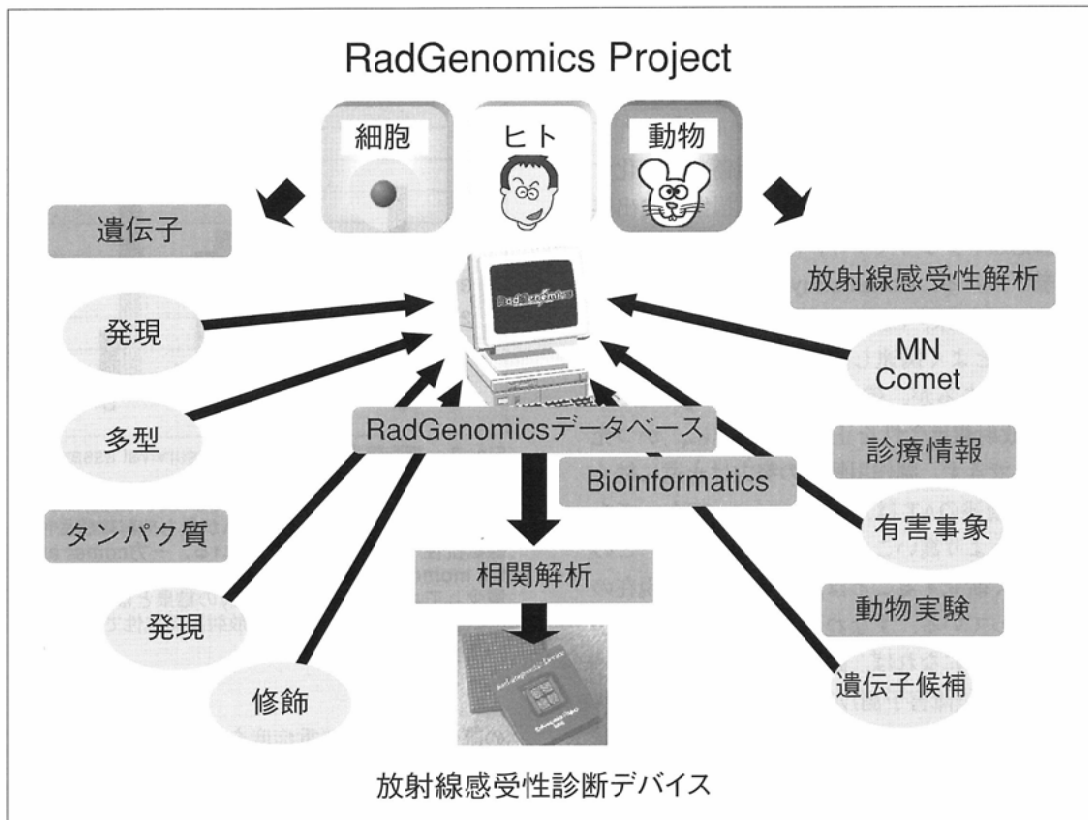 RadGenomics Project
細胞
ヒト
動物
遺伝子
放射線感受性解析
RadGenomics
発現
MN
Comet
多型
RadGenomicsデータベース
診療情報
Bioinformatics
タンパク質
有害事象
相関解析
発現
動物実験
修飾
遺伝子候補
放射線感受性診断デバイス